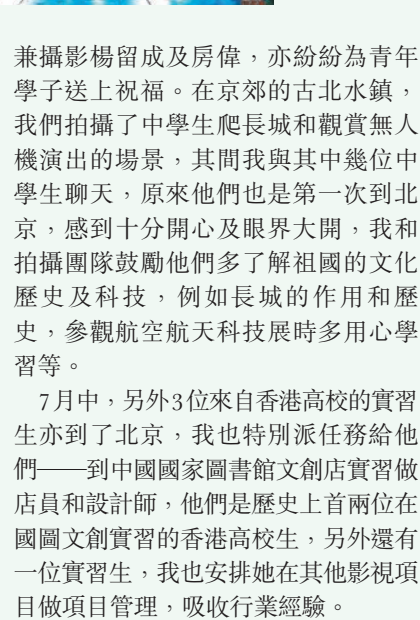 兼攝影楊留成及房偉，亦紛紛為青年
學子送上祝福。在京郊的古北水鎮，
我們拍攝了中學生爬長城和觀賞無人
機演出的場景，其間我與其中幾位中
學生聊天，原來他們也是第一次到北
京，感到十分開心及眼界大開，我和
拍攝團隊鼓勵他們多了解祖國的文化
歷史及科技，例如長城的作用和歷
史，參觀航空航天科技展時多用心學
習等。
7月中，另外3位來自香港高校的實習
生亦到了北京，我也特別派任務給他
們——到中國國家圖書館文創店實習做
店員和設計師，他們是歷史上首兩位在
國圖文創實習的香港高校生，另外還有
一位實習生，我也安排她在其他影視項
目做項目管理，吸收行業經驗。